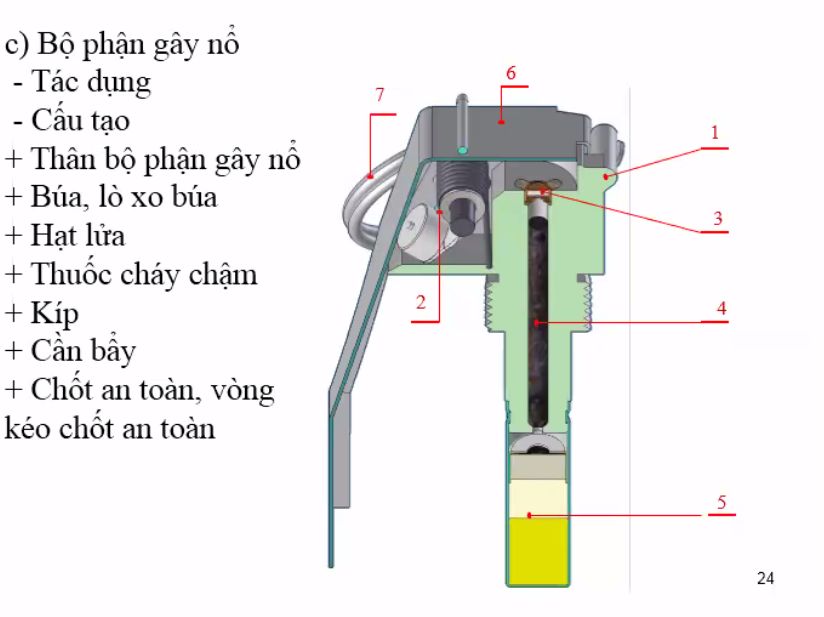 c) Bộ phận gây nổ
- Tác dụng
- Cấu tạo
+ Thân bộ phận gây nổ
+ Búa, lò xo búa
+ Hạt lửa
+ Thuốc cháy chậm
+ Kíp
+ Cần bẩy
+ Chốt an toàn, vòng
kéo chốt an toàn
6
7
1
3
2
4
5
24